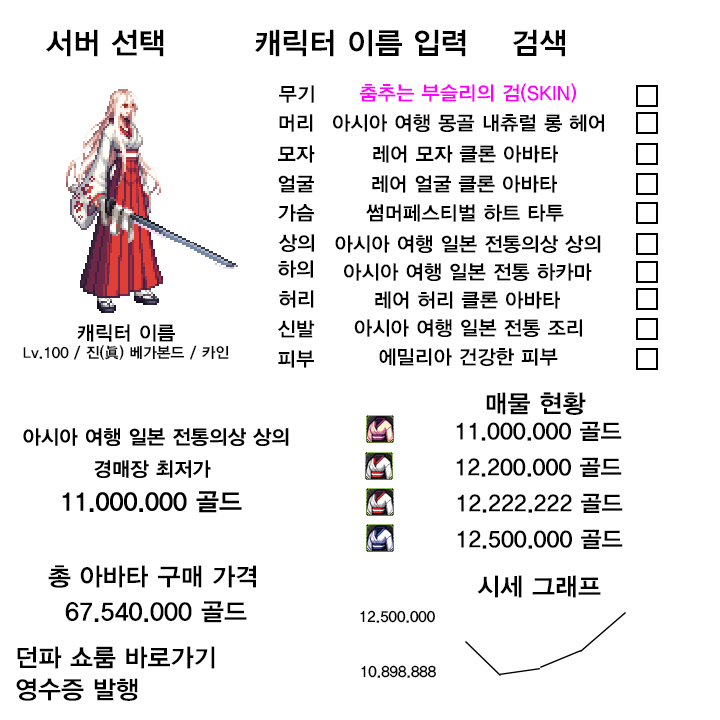 서버 선택 캐릭터 이름 입력 검색
무기 춤추는 부슬리의 검(SKIN)
머리 아시아 여행 몽골 내츄럴 롱 헤어
모자 레어 모자 클론 아바타
얼굴 레어 얼굴 클론 아바타
가슴 썸머페스티벌 하트 타투
상의 아시아 여행 일본 전통의상 상의
하의 아시아 여행 일본 전통 하카마
허리 레어 허리 클론 아바타
신발 아시아 여행 일본 전통 조리
피부 에밀리아 건강한 피부
캐릭터 이름
Lv.100 / 진(眞) 베가본드 / 카인
아시아 여행 일본 전통의상 상의
경매장 최저가
11.000.000 골드
매물 현황
11.000.000 골드
12.200.000 골드
12.222.222 골드
12.500.000 골드
총 아바타 구매 가격
67.540.000 골드
시세 그래프
12.500.000
10.898.888
던파 쇼룸 바로가기
영수증 발행